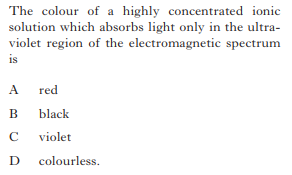 The colour of a highly concentrated ionic
solution which absorbs light only in the ultra-
violet region of the electromagnetic spectrum
is
A red
B black
C violet
D colourless.